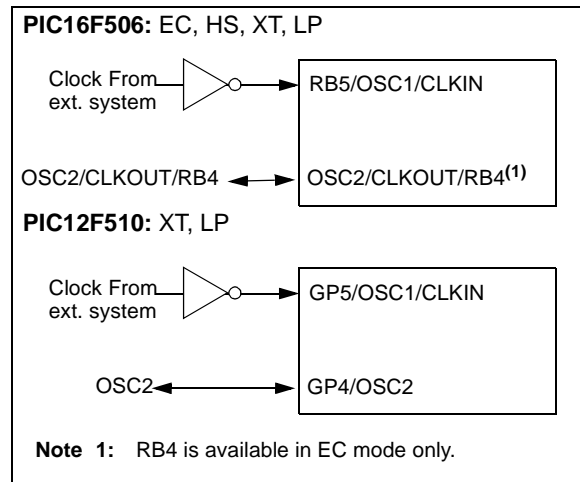 PIC16F506: EC, HS, XT, LP
Clock From
ext. system
RB5/OSC1/CLKIN
OSC2/CLKOUT/RB4
OSC2/CLKOUT/RB4(1)
PIC12F510: XT, LP
Clock From
ext. system
GP5/OSC1/CLKIN
OSC2
GP4/OSC2
Note 1: RB4 is available in EC mode only.